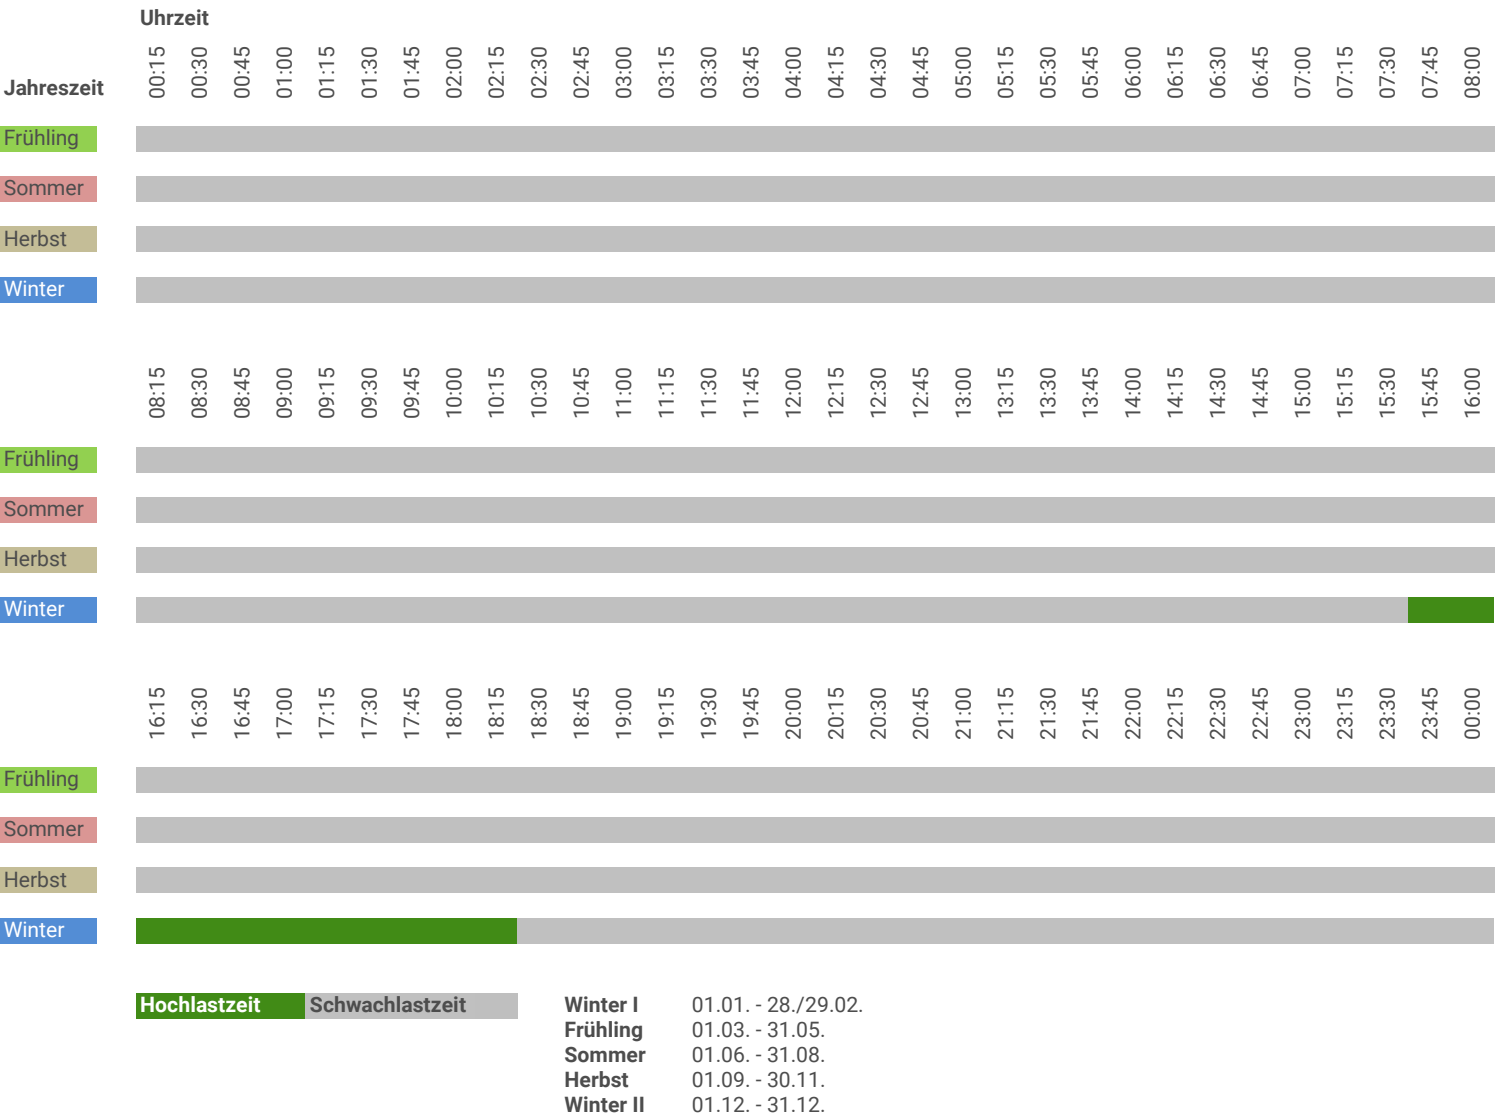 Uhrzeit
Jahreszeit 00:15 00:30 00:45 01:00 01:15 01:30 01:45 02:00 02:15 02:30 02:45 03:00 03:15 03:30 03:45 04:00 04:15 04:30 04:45 05:00 05:15 05:30 05:45 06:00 06:15 06:30 06:45 07:00 07:15 07:30 07:45 08:00
Frühling
Sommer
Herbst
Winter
08:15 08:30 08:45 09:00 09:15 09:30 09:45 10:00 10:15 10:30 10:45 11:00 11:15 11:30 11:45 12:00 12:15 12:30 12:45 13:00 13:15 13:30 13:45 14:00 14:15 14:30 14:45 15:00 15:15 15:30 15:45 16:00
Frühling
Sommer
Herbst
Winter
16:15 16:30 16:45 17:00 17:15 17:30 17:45 18:00 18:15 18:30 18:45 19:00 19:15 19:30 19:45 20:00 20:15 20:30 20:45 21:00 21:15 21:30 21:45 22:00 22:15 22:30 22:45 23:00 23:15 23:30 23:45 00:00
Frühling
Sommer
Herbst
Winter
Hochlastzeit Schwachlastzeit Winter I 01.01. - 28./29.02.
Frühling 01.03. - 31.05.
Sommer 01.06. - 31.08.
Herbst 01.09. - 30.11.
Winter II 01.12. - 31.12.